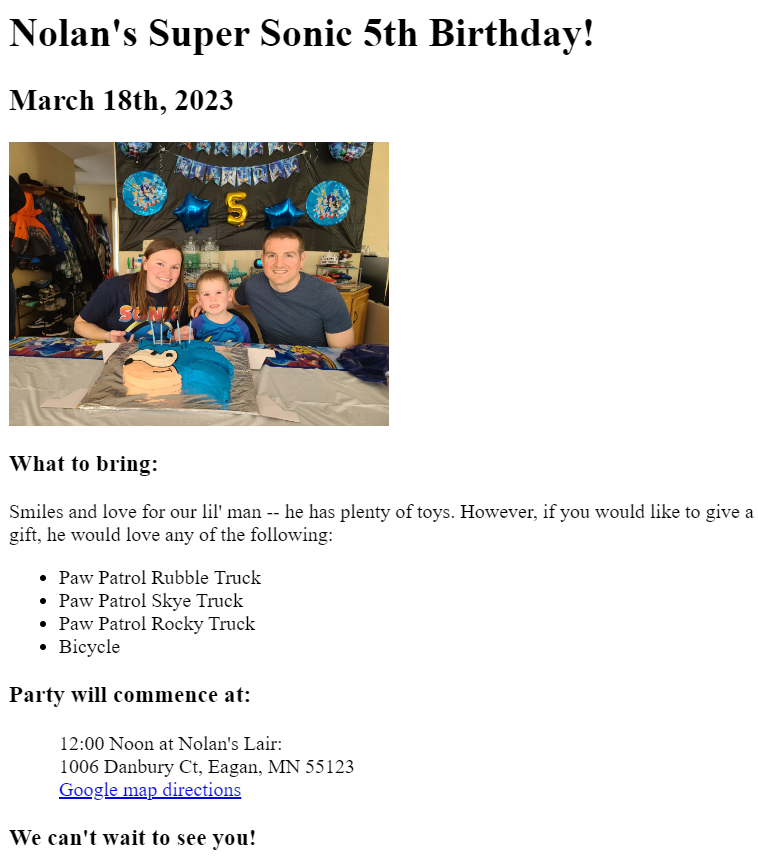 Nolan's Super Sonic 5th Birthday!
March 18th, 2023
5
SONIC
What to bring:
Smiles and love for our lil' man -- he has plenty of toys. However, if you would like to give a
gift, he would love any of the following:
Paw Patrol Rubble Truck
Paw Patrol Skye Truck
Paw Patrol Rocky Truck
Bicycle
Party will commence at:
12:00 Noon at Nolan's Lair:
1006 Danbury Ct, Eagan, MN 55123
Google map directions
We can't wait to see you!